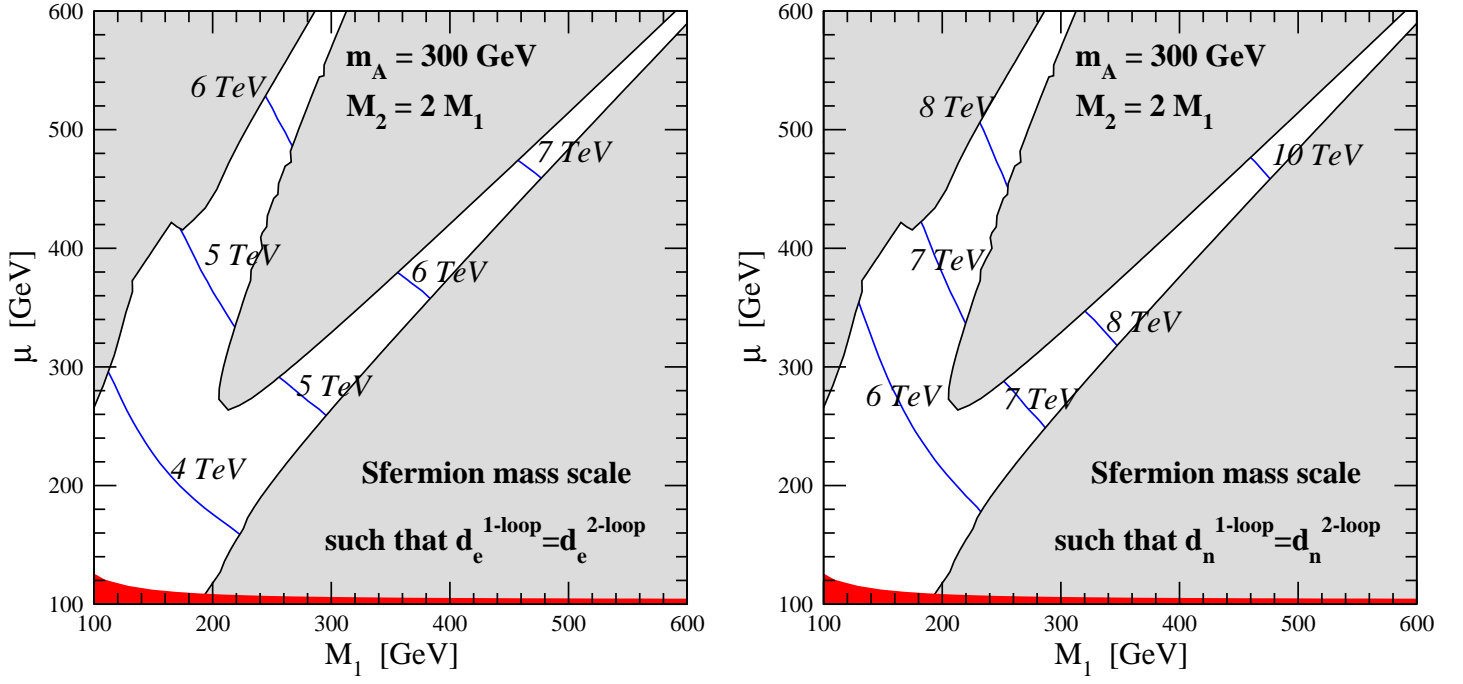 600
500
400
300
200
100
μ [GeV]
m_A = 300 GeV
M_2 = 2 M_1
6 TeV
7 TeV
5 TeV
6 TeV
5 TeV
4 TeV
Sfermion mass scale
such that d_e^{1-loop}=d_e^{2-loop}
100 200 300 400 500 600
M_1 [GeV]
600
500
400
300
200
100
μ [GeV]
m_A = 300 GeV
M_2 = 2 M_1
8 TeV
10 TeV
7 TeV
8 TeV
6 TeV
7 TeV
Sfermion mass scale
such that d_n^{1-loop}=d_n^{2-loop}
100 200 300 400 500 600
M_1 [GeV]